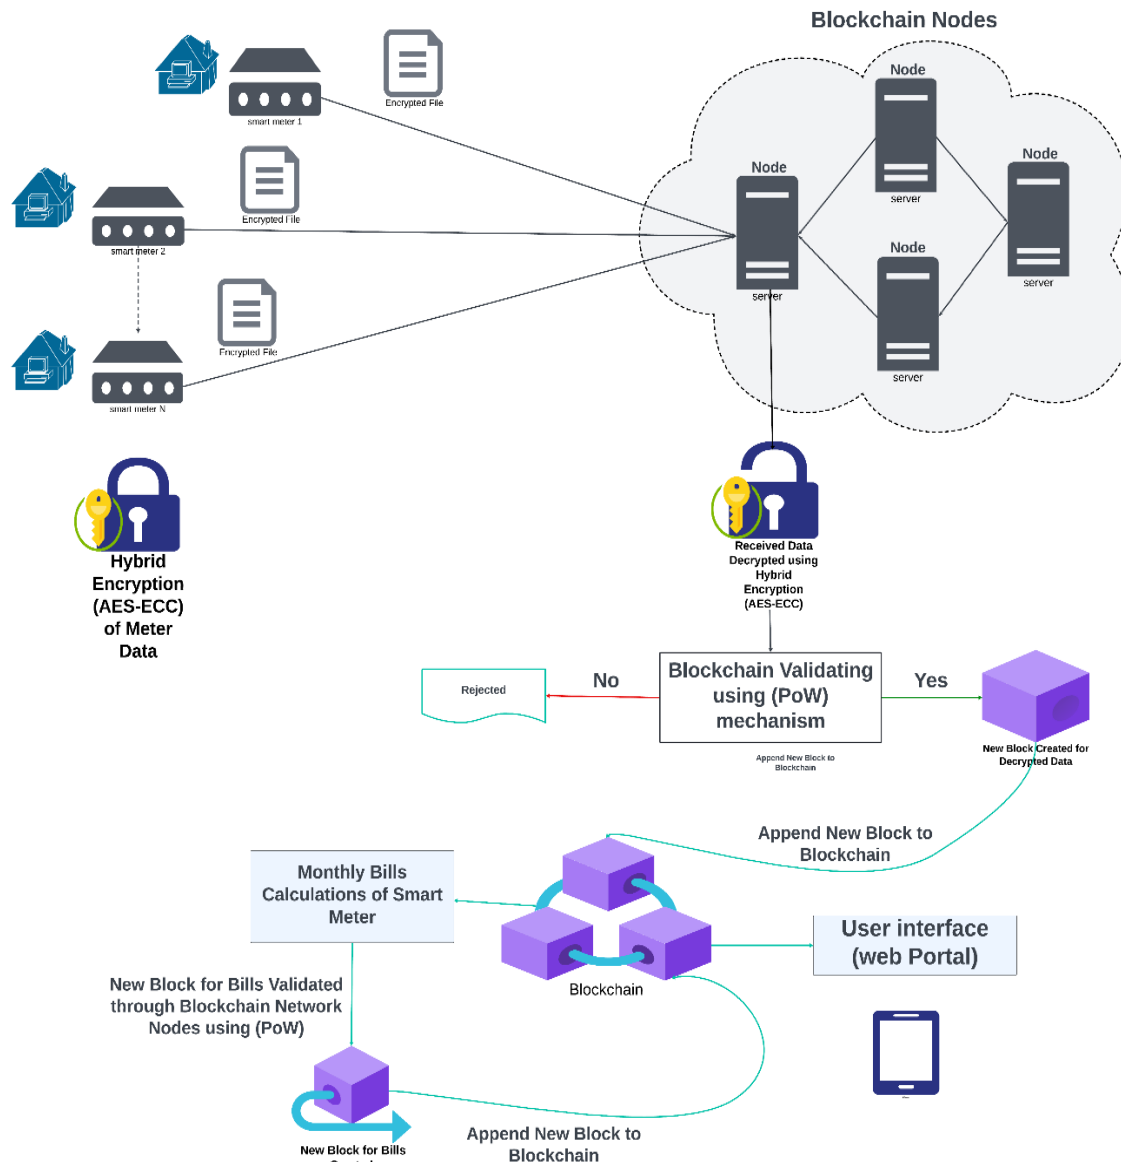 Blockchain Nodes
Encrypted File
smart meter 1
Node
server
Node
server
Node
server
Node
server
Encrypted File
smart meter 2
Encrypted File
smart meter N
Hybrid
Encryption
(AES-ECC)
of Meter
Data
Received Data
Decrypted using
Hybrid
Encryption
(AES-ECC)
Rejected
No
Blockchain Validating
using (PoW)
mechanism
Yes
Append New Block to
Blockchain
New Block Created for
Decrypted Data
Append New Block to
Blockchain
Monthly Bills
Calculations of Smart
Meter
Blockchain
User interface
(web Portal)
New Block for Bills Validated
through Blockchain Network
Nodes using (PoW)
New Block for Bills
Append New Block to
Blockchain